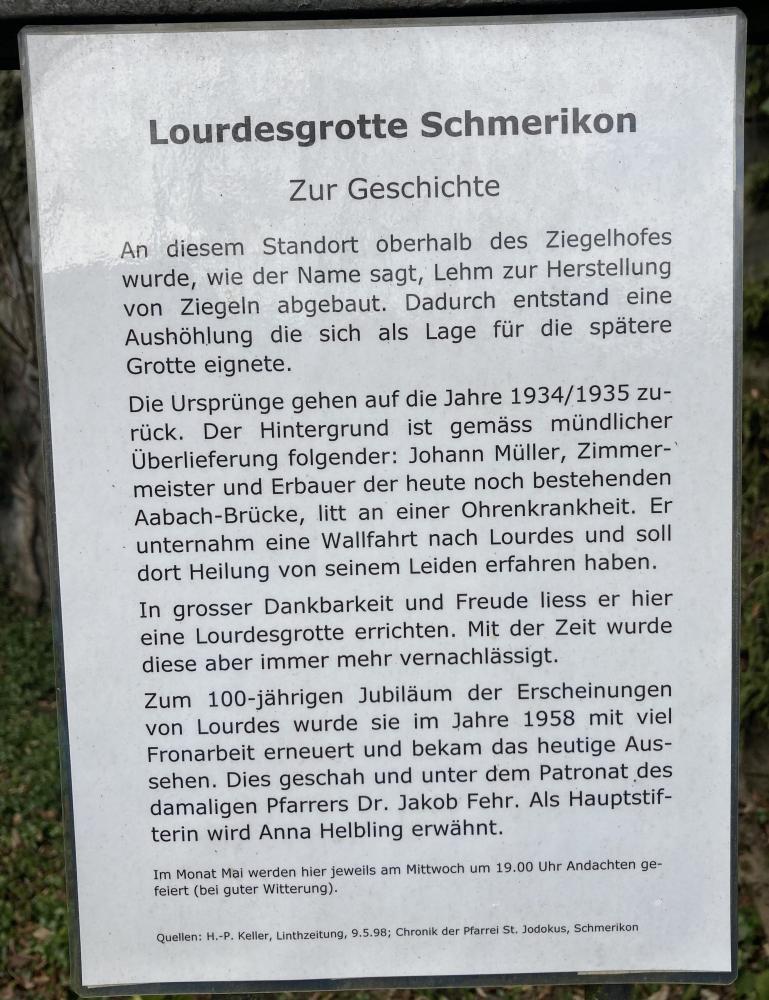 Lourdesgrotte Schmerikon
Zur Geschichte
An diesem Standort oberhalb des Ziegelhofes
wurde, wie der Name sagt, Lehm zur Herstellung
von Ziegeln abgebaut. Dadurch entstand eine
Aushöhlung die sich als Lage für die spätere
Grotte eignete.
Die Ursprünge gehen auf die Jahre 1934/1935 zu-
rück. Der Hintergrund ist gemäss mündlicher
Überlieferung folgender: Johann Müller, Zimmer-
meister und Erbauer der heute noch bestehenden
Aabach-Brücke, litt an einer Ohrenkrankheit. Er
unternahm eine Wallfahrt nach Lourdes und soll
dort Heilung von seinem Leiden erfahren haben.
In grosser Dankbarkeit und Freude liess er hier
eine Lourdesgrotte errichten. Mit der Zeit wurde
diese aber immer mehr vernachlässigt.
Zum 100-jährigen Jubiläum der Erscheinungen
von Lourdes wurde sie im Jahre 1958 mit viel
Fronarbeit erneuert und bekam das heutige Aus-
sehen. Dies geschah und unter dem Patronat des
damaligen Pfarrers Dr. Jakob Fehr. Als Hauptstif-
terin wird Anna Helbling erwähnt.
Im Monat Mai werden hier jeweils am Mittwoch um 19.00 Uhr Andachten ge-
feiert (bei guter Witterung).
Quellen: H.-P. Keller, Linthzeitung, 9.5.98; Chronik der Pfarrei St. Jodokus, Schmerikon